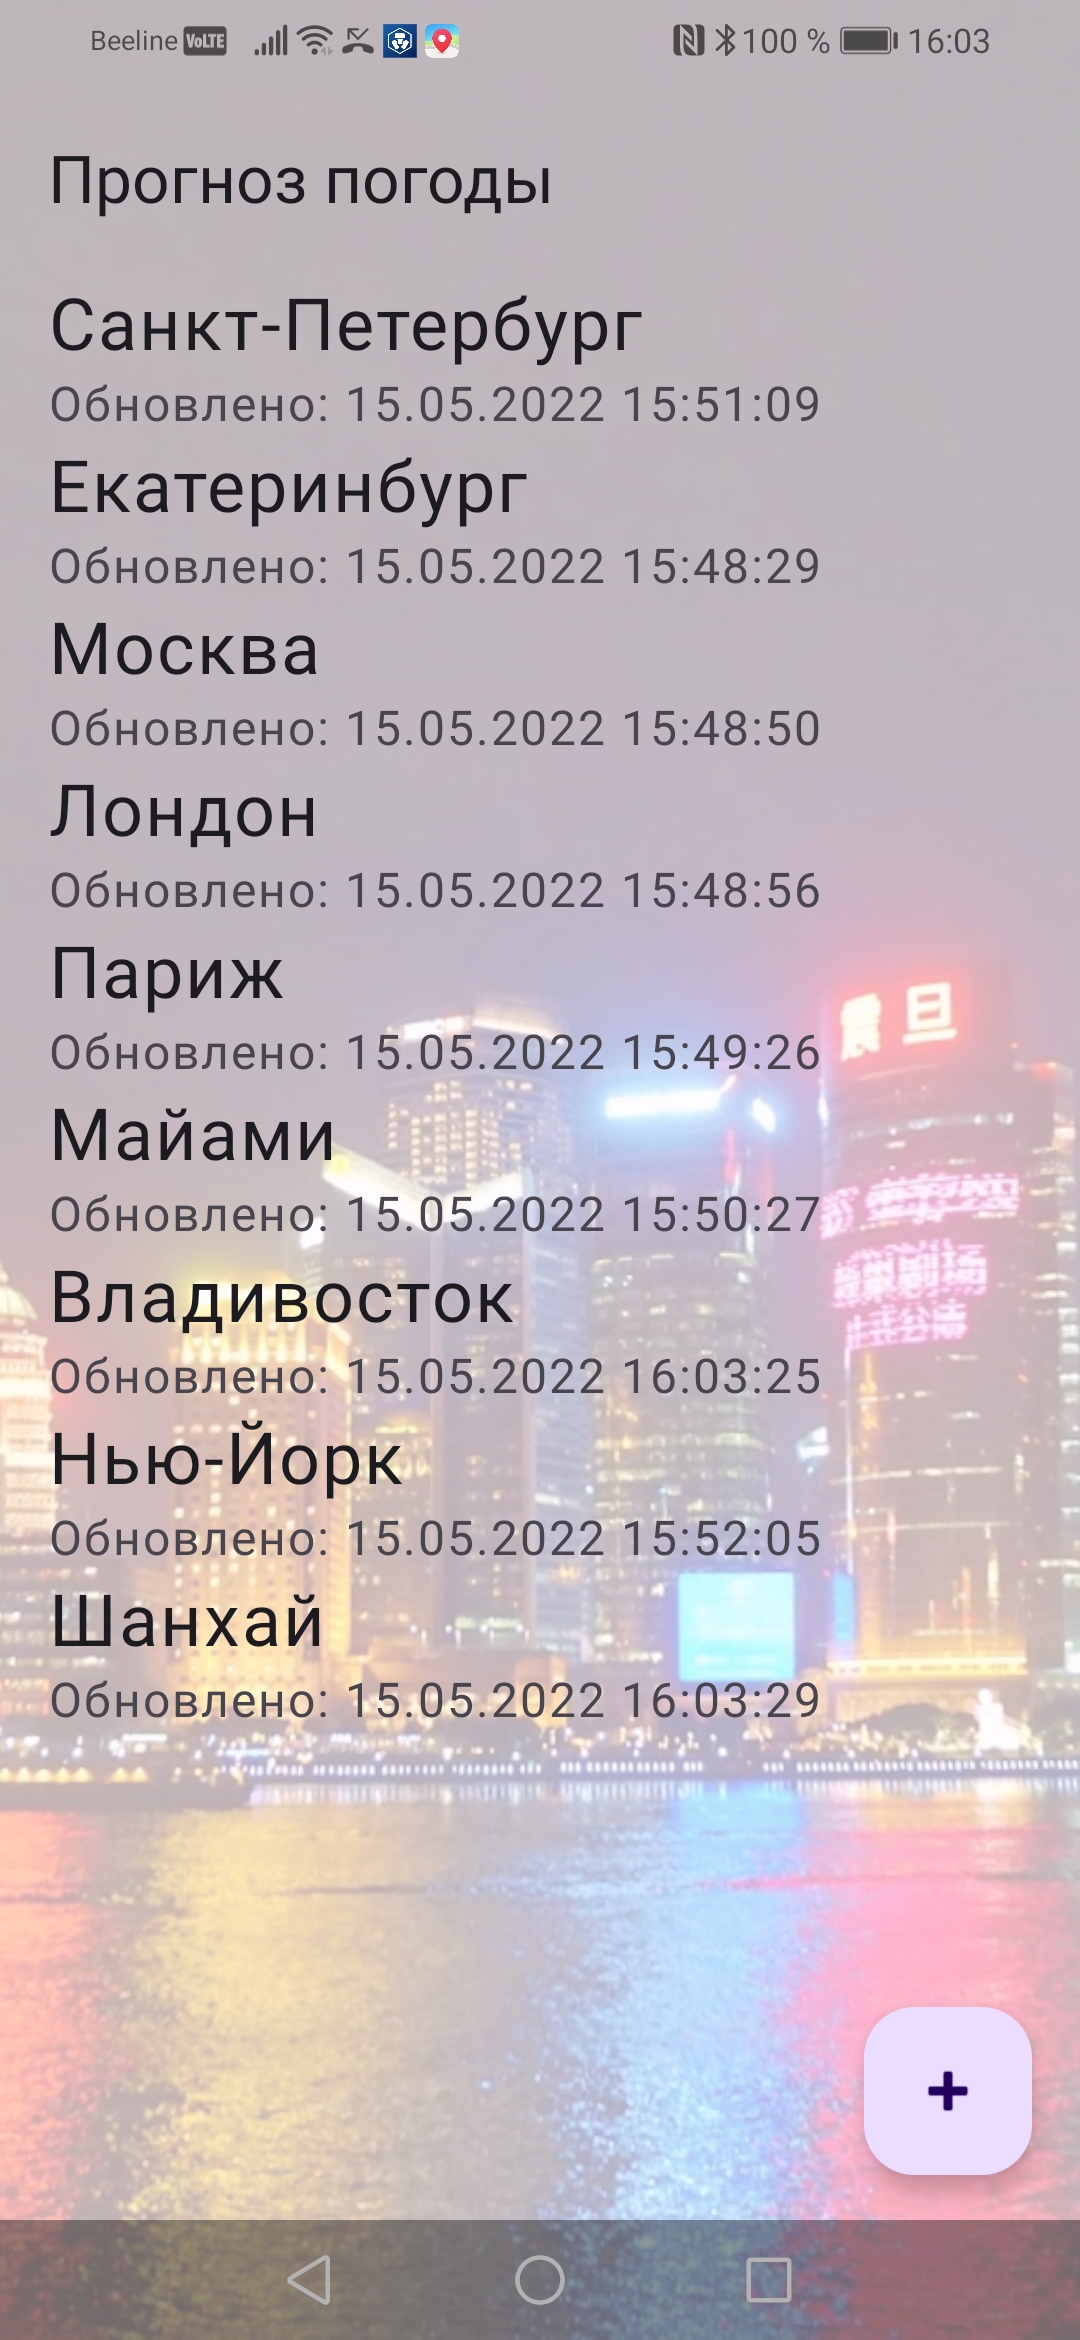 Beeline VoLTE 100 % 16:03
Прогноз погоды
Санкт-Петербург
Обновлено: 15.05.2022 15:51:09
Екатеринбург
Обновлено: 15.05.2022 15:48:29
Москва
Обновлено: 15.05.2022 15:48:50
Лондон
Обновлено: 15.05.2022 15:48:56
Париж
Обновлено: 15.05.2022 15:49:26
Майами
Обновлено: 15.05.2022 15:50:27
Владивосток
Обновлено: 15.05.2022 16:03:25
Нью-Йорк
Обновлено: 15.05.2022 15:52:05
Шанхай
Обновлено: 15.05.2022 16:03:29
震旦